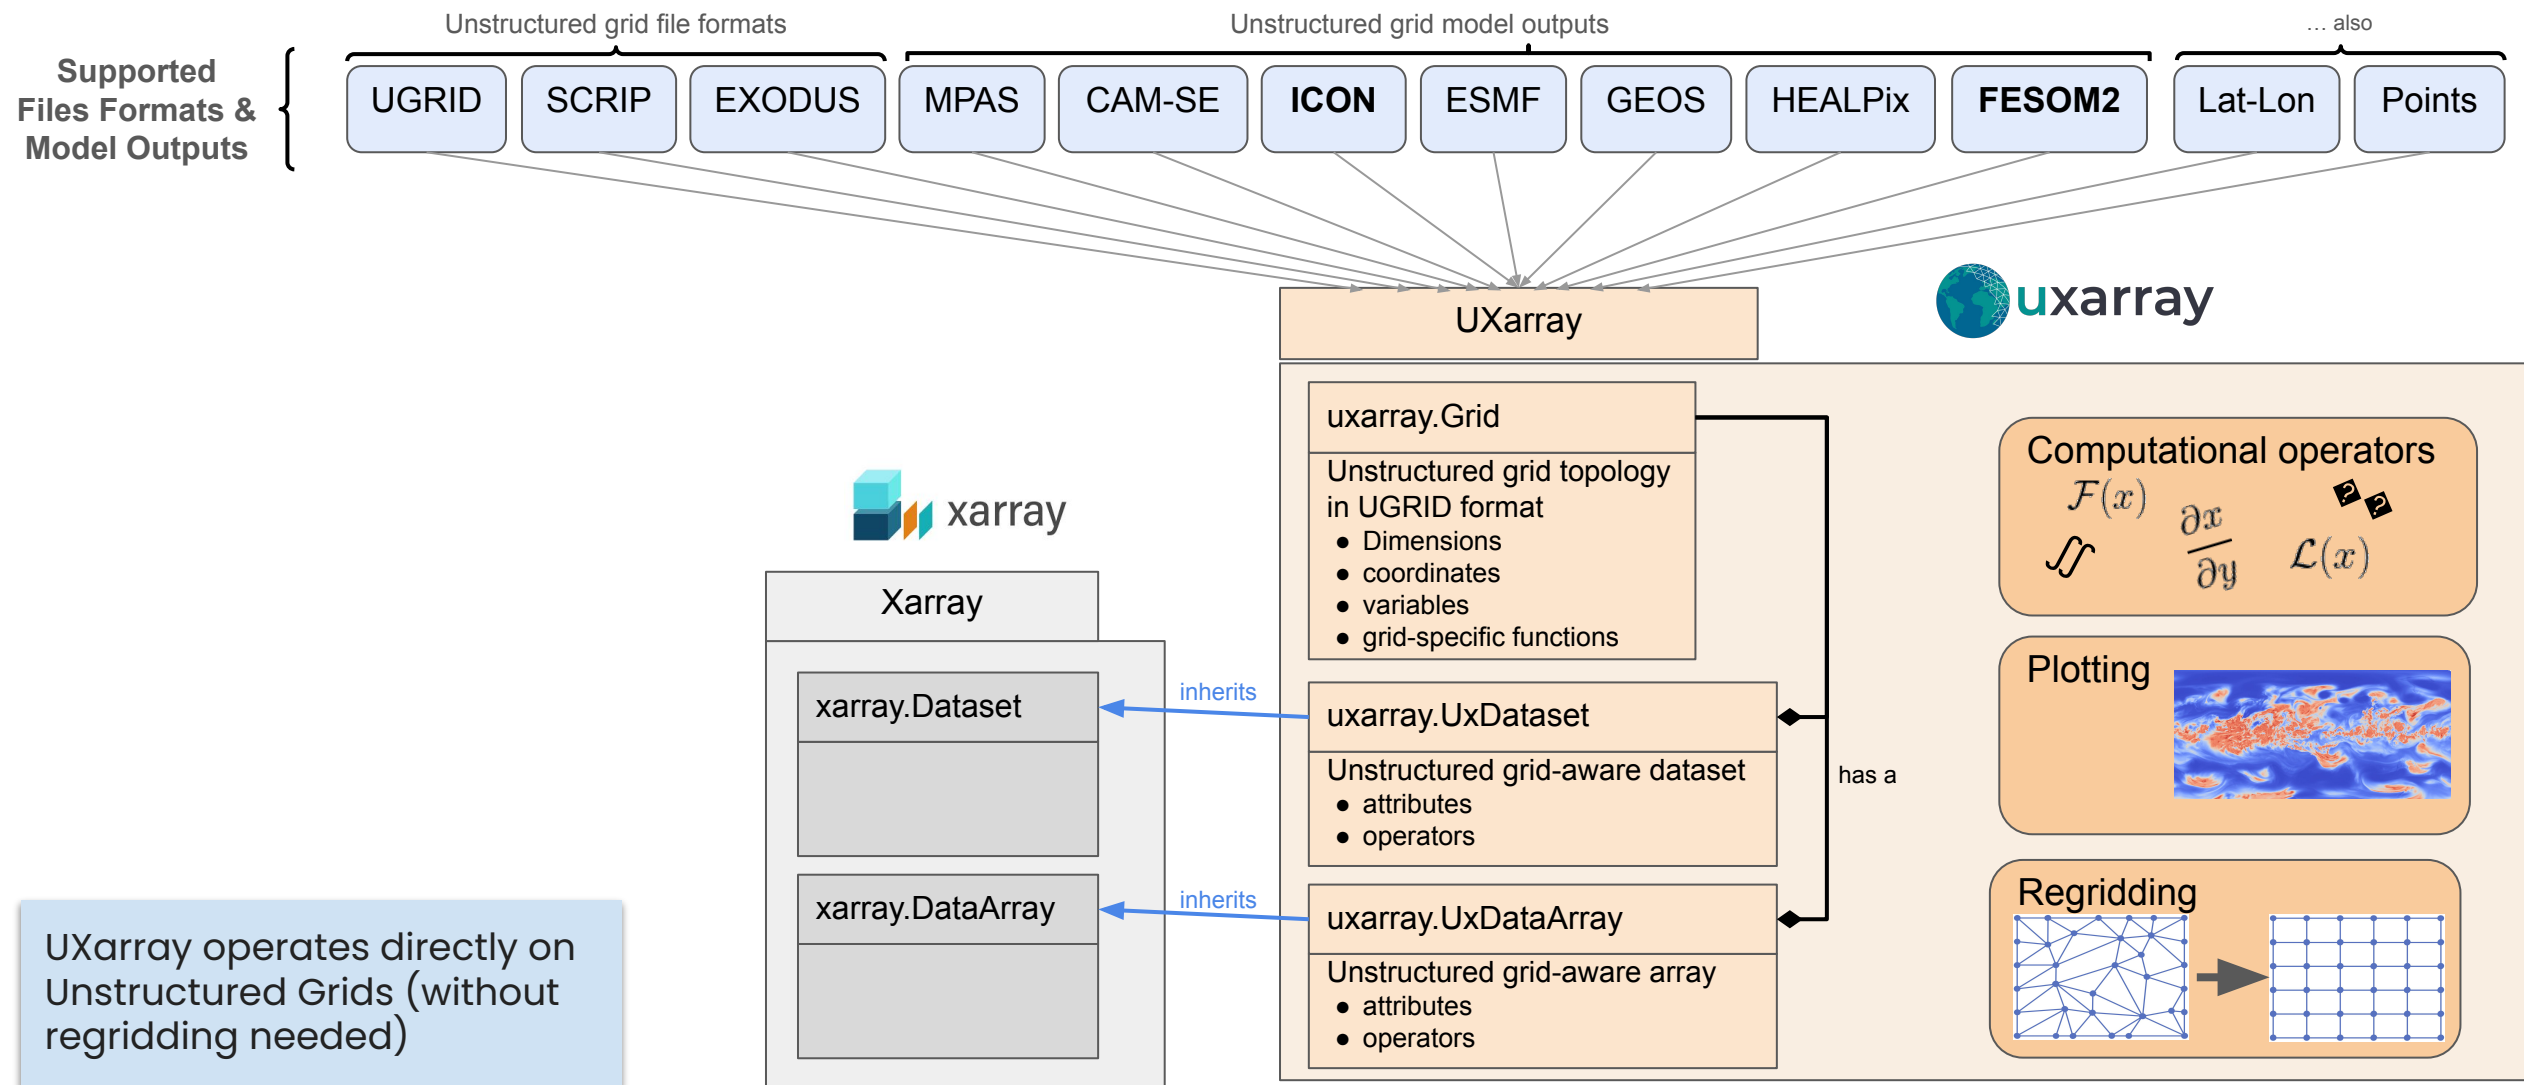 Unstructured grid file formats
Unstructured grid model outputs
... also
Supported
Files Formats &
Model Outputs
UGRID
SCRIP
EXODUS
MPAS
CAM-SE
ICON
ESMF
GEOS
HEALPix
FESOM2
Lat-Lon
Points
uxarray
UXarray
uxarray.Grid
Unstructured grid topology
in UGRID format
● Dimensions
● coordinates
● variables
● grid-specific functions
Computational operators
ℱ(x)
∂x
∂y
? ?
∬
ℒ(x)
xarray
Xarray
Plotting
xarray.Dataset
inherits
uxarray.UxDataset
Unstructured grid-aware dataset
● attributes
● operators
has a
xarray.DataArray
inherits
uxarray.UxDataArray
Unstructured grid-aware array
● attributes
● operators
Regridding
UXarray operates directly on
Unstructured Grids (without
regridding needed)